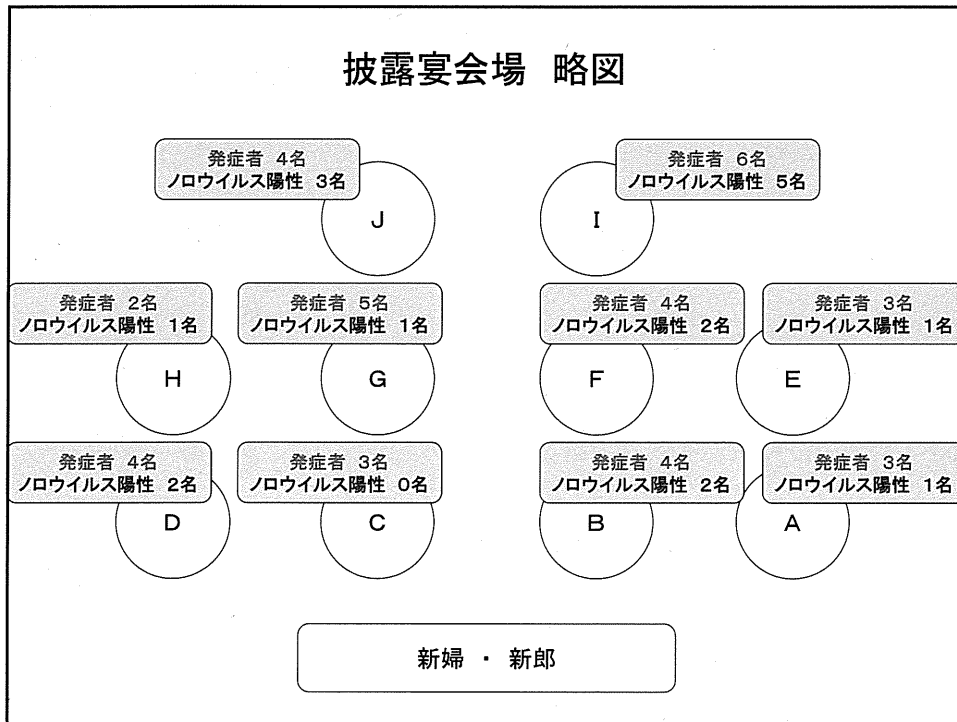 披露宴会場 略図
発症者 4名
ノロウイルス陽性 3名
J
発症者 6名
ノロウイルス陽性 5名
I
発症者 2名
ノロウイルス陽性 1名
H
発症者 5名
ノロウイルス陽性 1名
G
発症者 4名
ノロウイルス陽性 2名
F
発症者 3名
ノロウイルス陽性 1名
E
発症者 4名
ノロウイルス陽性 2名
D
発症者 3名
ノロウイルス陽性 0名
C
発症者 4名
ノロウイルス陽性 2名
B
発症者 3名
ノロウイルス陽性 1名
A
新婦 ・ 新郎